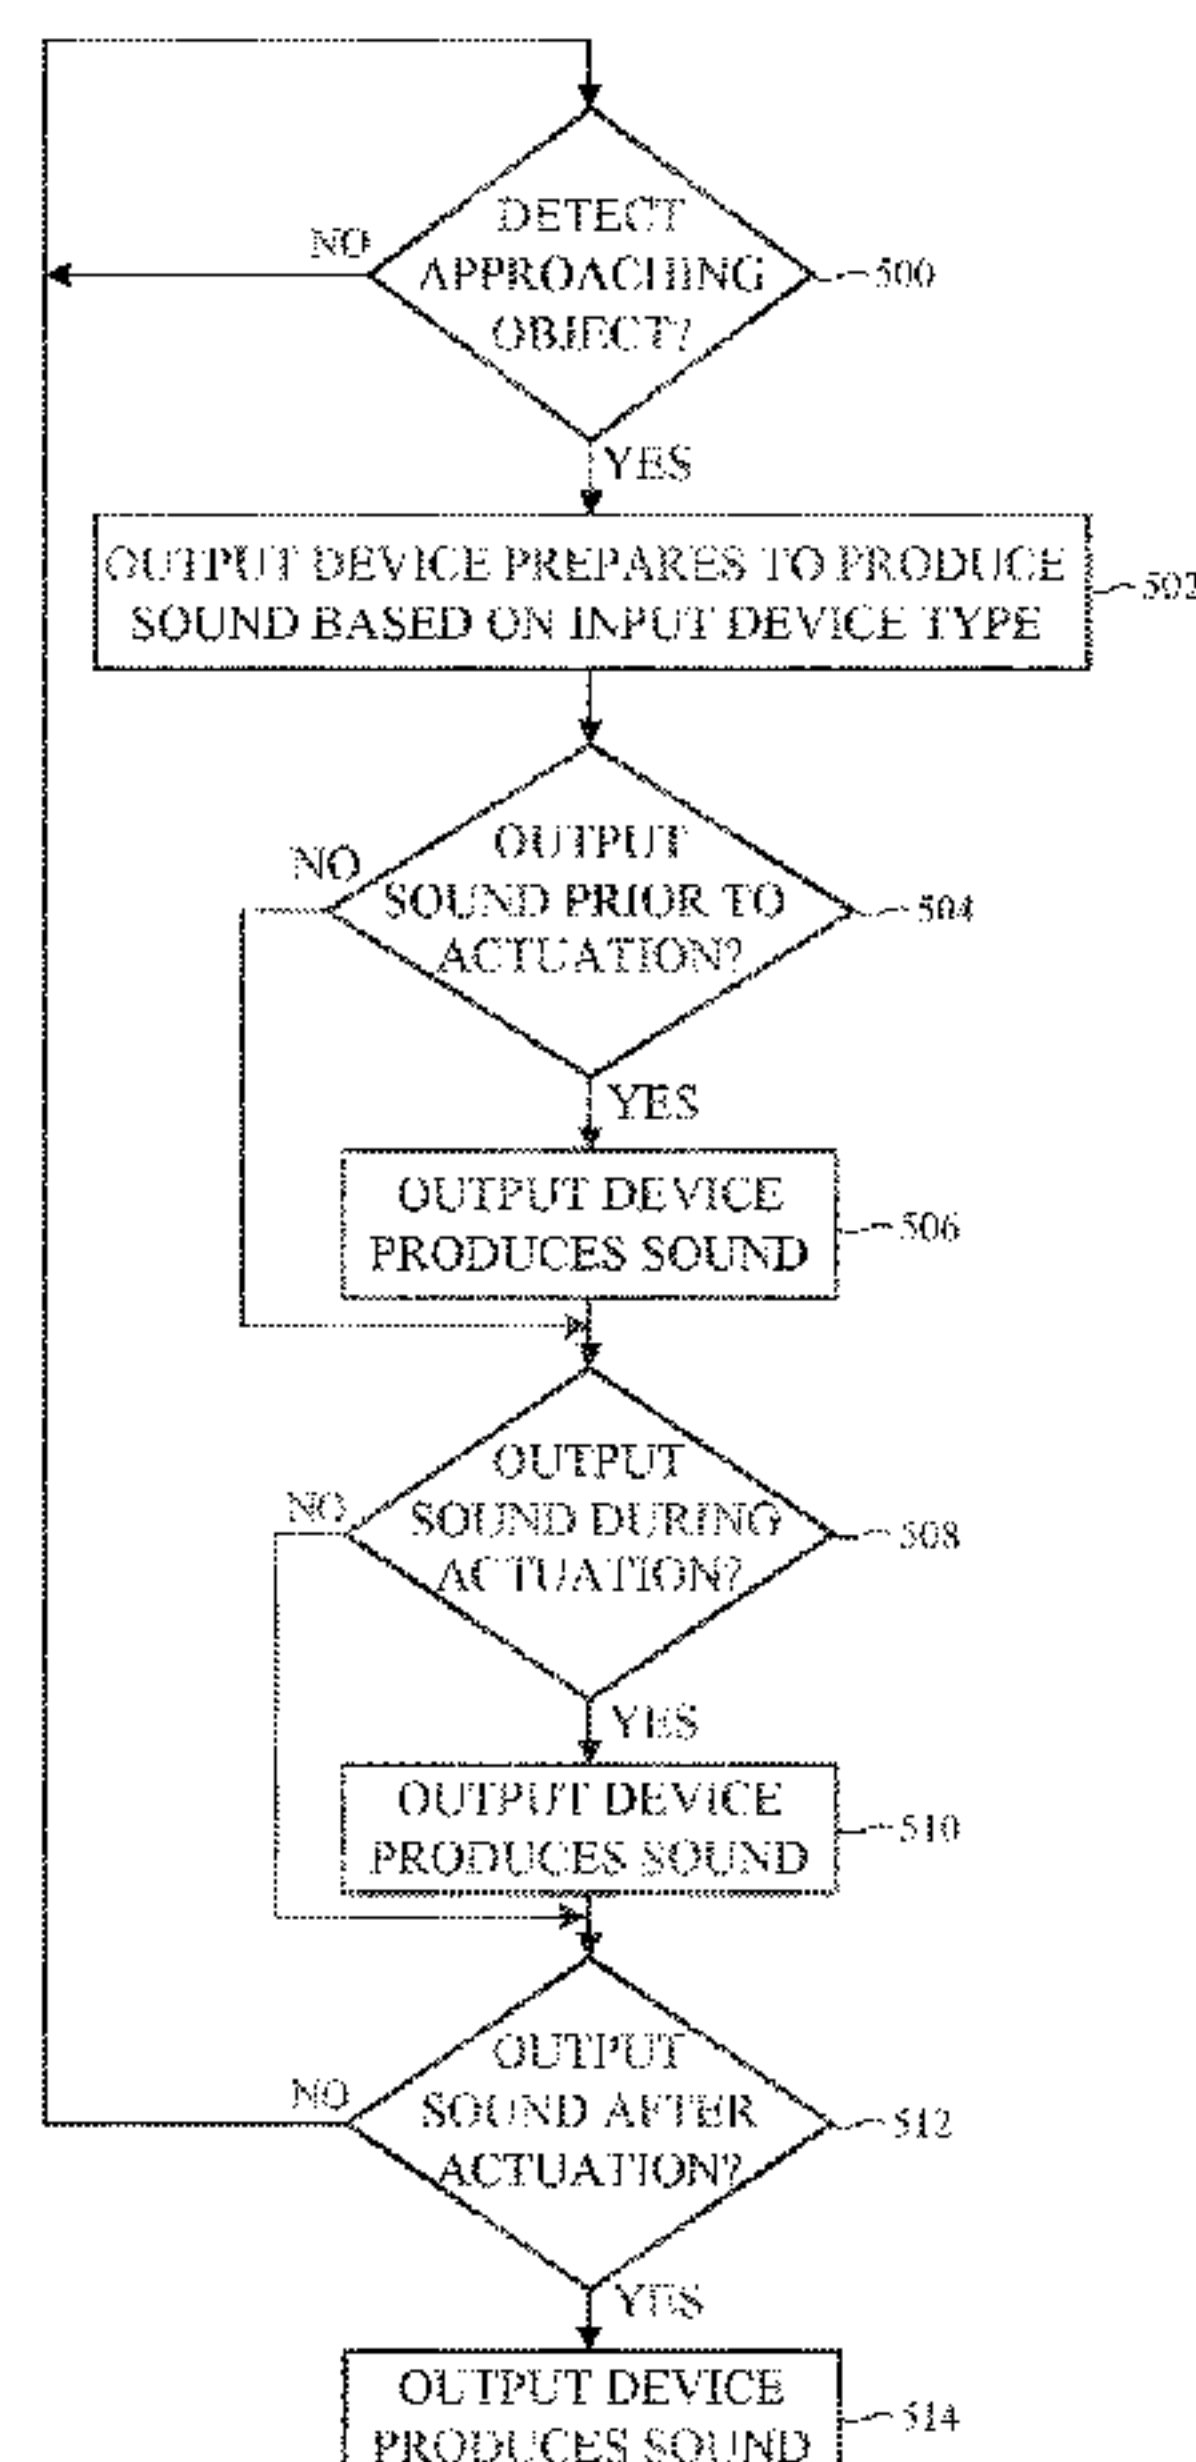 DETECT
APPROACHING
OBJECT?
NO
500
YES
OUTPUT DEVICE PREPARES TO PRODUCE
SOUND BASED ON INPUT DEVICE TYPE
502
OUTPUT
SOUND PRIOR TO
ACTUATION?
NO
504
YES
OUTPUT DEVICE
PRODUCES SOUND
506
OUTPUT
SOUND DURING
ACTUATION?
NO
508
YES
OUTPUT DEVICE
PRODUCES SOUND
510
OUTPUT
SOUND AFTER
ACTUATION?
NO
512
YES
OUTPUT DEVICE
PRODUCES SOUND
514